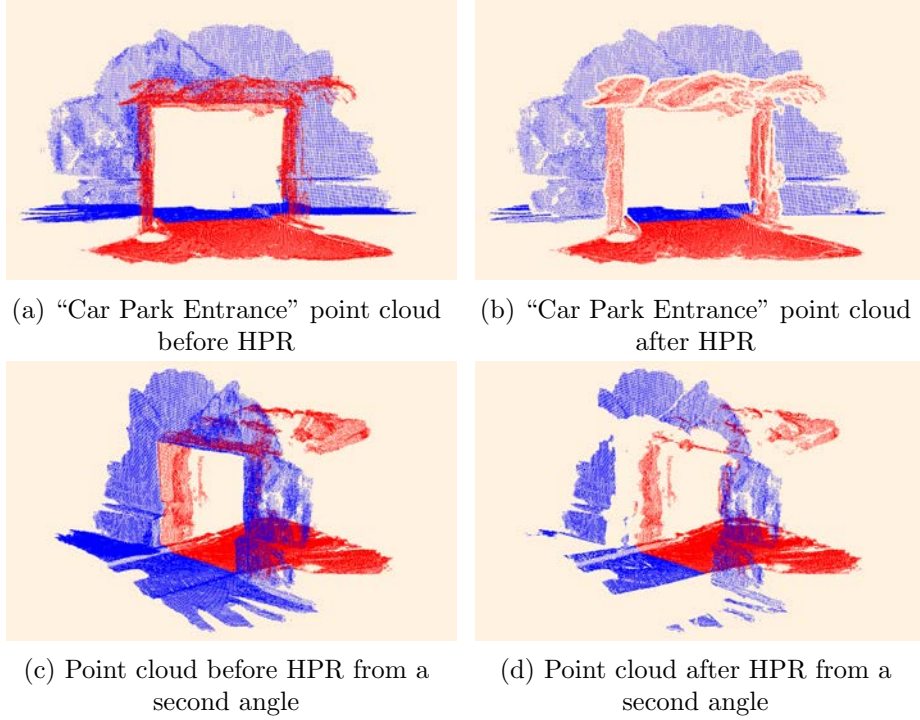 (a) “Car Park Entrance” point cloud
before HPR
(b) “Car Park Entrance” point cloud
after HPR
(c) Point cloud before HPR from a
second angle
(d) Point cloud after HPR from a
second angle